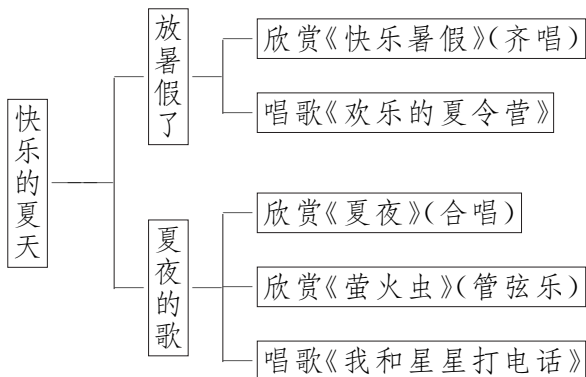 快乐的夏天
放暑假了
欣赏《快乐暑假》(齐唱)
唱歌《欢乐的夏令营》
夏夜的歌
欣赏《夏夜》(合唱)
欣赏《萤火虫》(管弦乐)
唱歌《我和星星打电话》